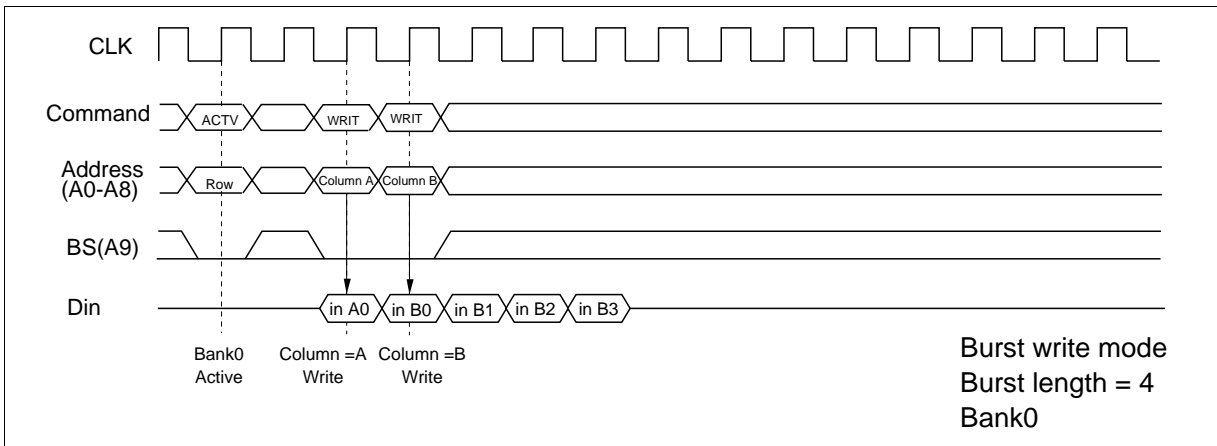 CLK
Command
ACTV
WRIT
WRIT
Address
(A0-A8)
Row
Column A
Column B
BS(A9)
Din
in A0
in B0
in B1
in B2
in B3
Bank0
Active
Column =A
Write
Column =B
Write
Burst write mode
Burst length = 4
Bank0